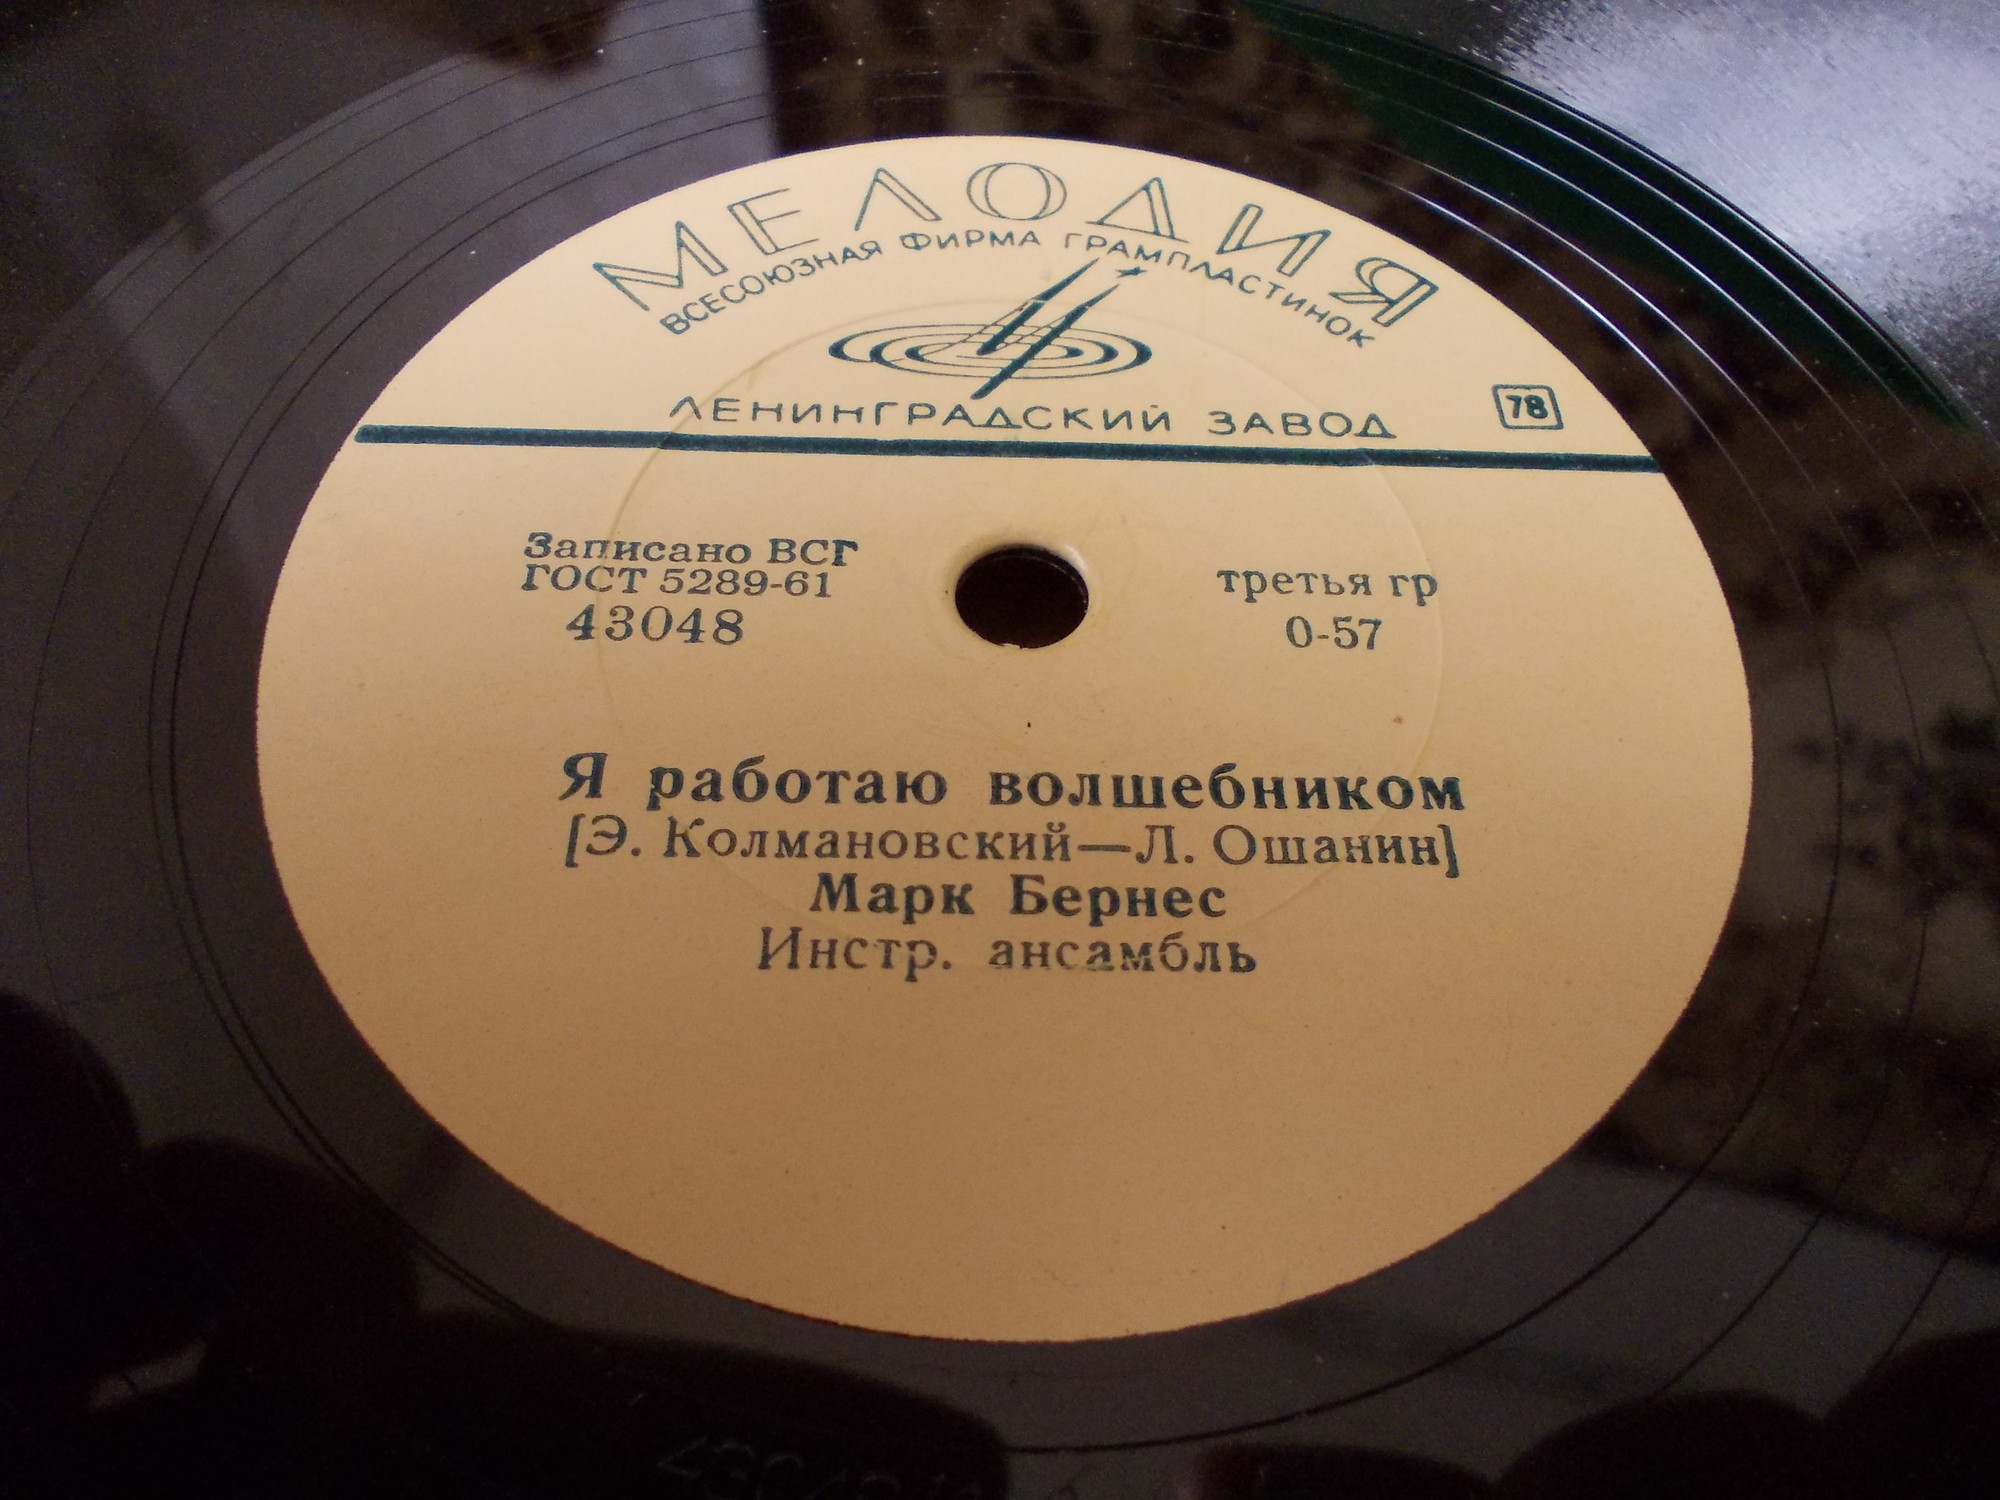 МЕЛОДИЯ
ВСЕСОЮЗНАЯ ФИРМА ГРАМПЛАСТИНОК
ЛЕНИНГРАДСКИЙ ЗАВОД
78
Записано ВСГ
ГОСТ 5289-61
43048
третья гр
0-57
Я работаю волшебником
[Э. Колмановский—Л. Ошанин]
Марк Бернес
Инстр. ансамбль